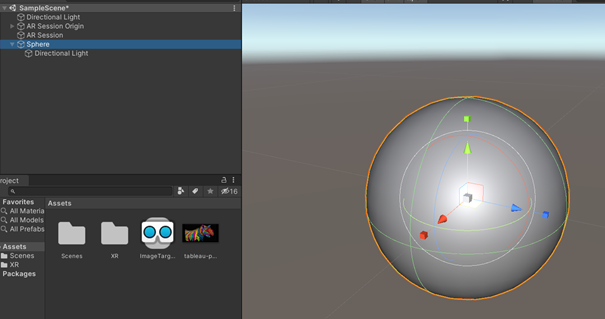 SampleScene*
Directional Light
AR Session Origin
AR Session
Sphere
Directional Light
roject
16
Favorites
All Materia
All Models
All Prefabs
Assets
Scenes
XR
Packages
Assets
Scenes
XR
ImageTarg...
tableau-p...